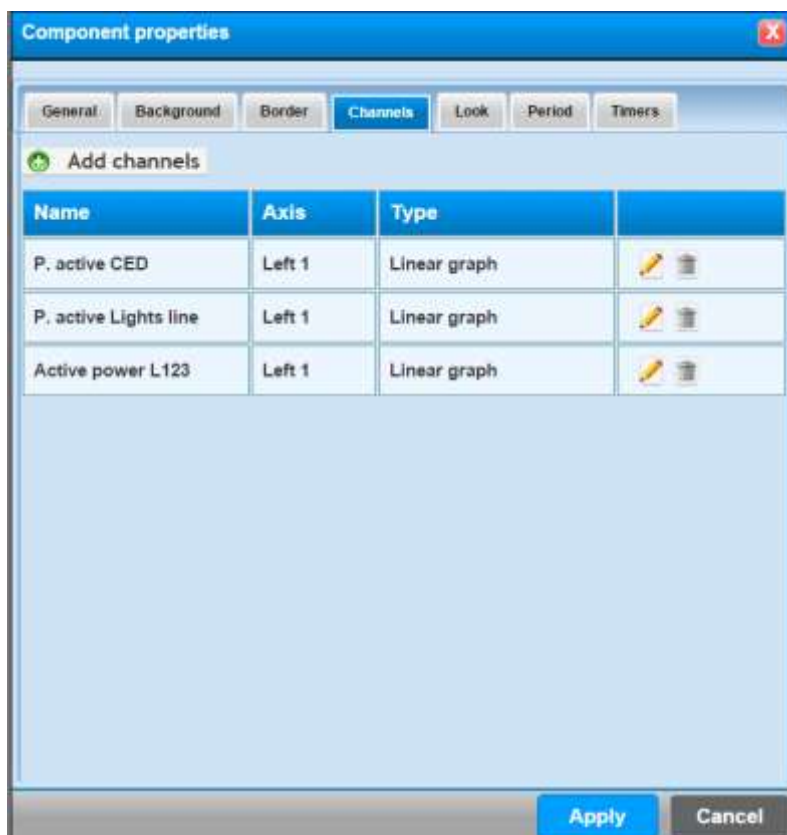 Component properties
X
General Background Border Channels Look Period Timers
Add channels
Name Axis Type
P. active CED Left 1 Linear graph
P. active Lights line Left 1 Linear graph
Active power L123 Left 1 Linear graph
Apply Cancel